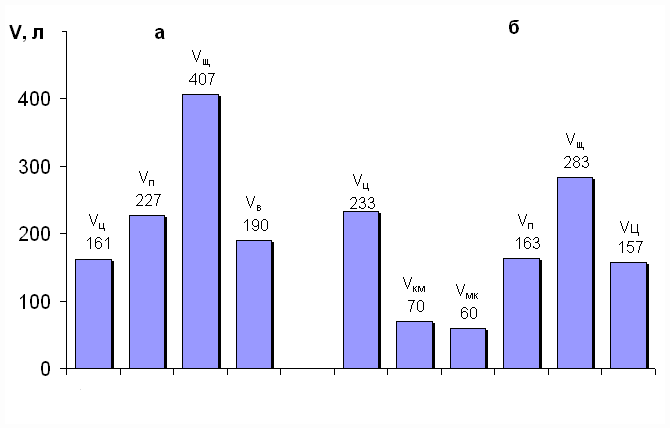 V, л
а
б
400
300
200
100
0
Vц
161
Vп
227
Vщ
407
Vв
190
Vц
233
Vкм
70
Vмк
60
Vп
163
Vщ
283
VЦ
157